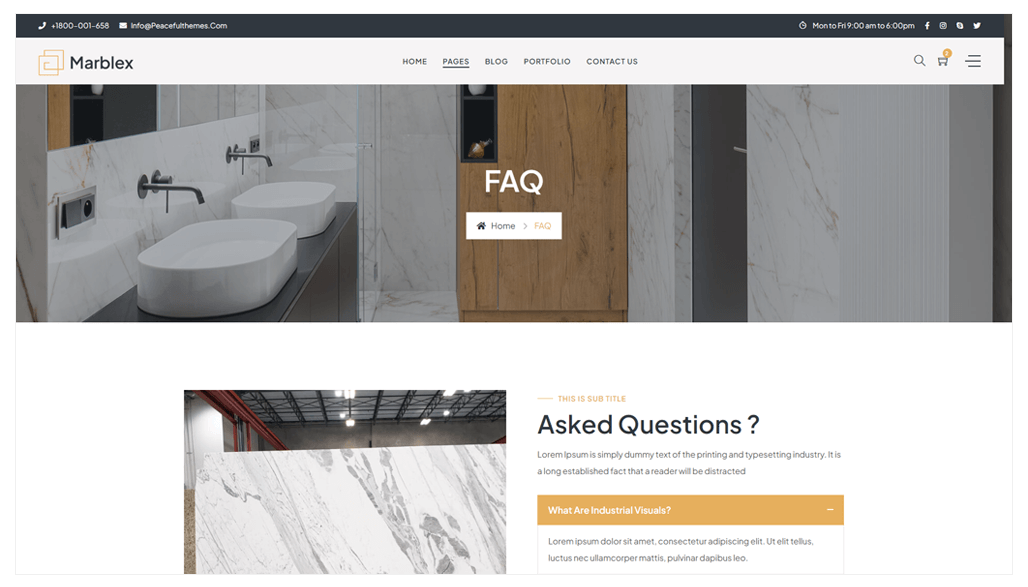 +1800-001-658 Info@Peacefulthemes.Com Mon to Fri 9:00 am to 6:00pm
Marblex HOME PAGES BLOG PORTFOLIO CONTACT US
FAQ
Home FAQ
THIS IS SUB TITLE
Asked Questions ?
Lorem Ipsum is simply dummy text of the printing and typesetting industry. It is
a long established fact that a reader will be distracted
What Are Industrial Visuals?
Lorem ipsum dolor sit amet, consectetur adipiscing elit. Ut elit tellus,
luctus nec ullamcorper mattis, pulvinar dapibus leo.